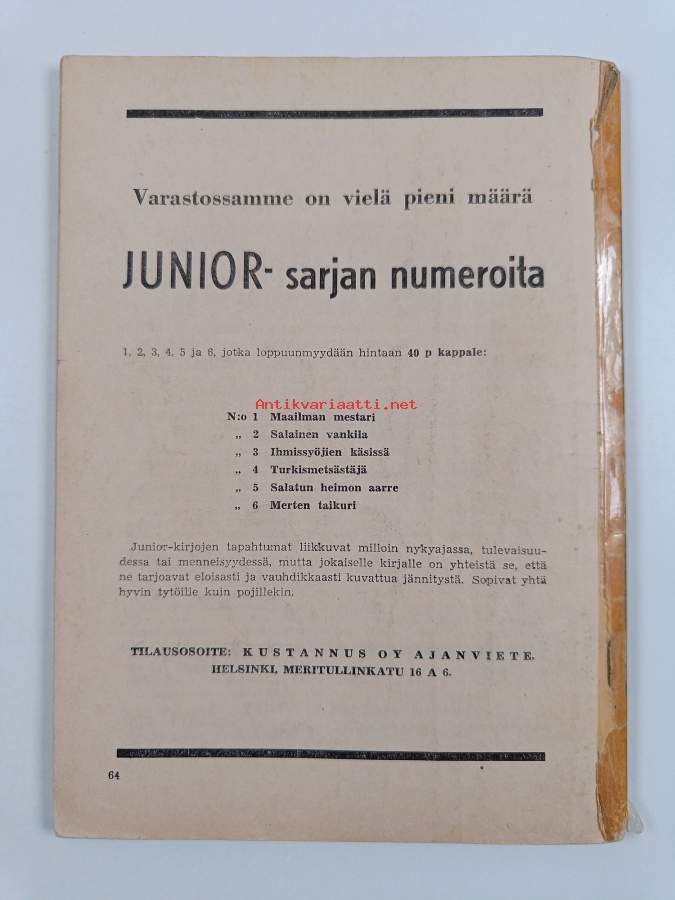 Varastossamme on vielä pieni määrä
JUNIOR- sarjan numeroita
1, 2, 3, 4, 5 ja 6, jotka loppuunmyydään hintaan 40 p kappale:
Antikvariaatti.net
N:o 1 Maailman mestari
„ 2 Salainen vankila
„ 3 Ihmissyöjien käsissä
„ 4 Turkismetsästäjä
„ 5 Salatun heimon aarre
„ 6 Merten taikuri
Junior-kirjojen tapahtumat liikkuvat milloin nykyajassa, tulevaisuu-
dessa tai menneisyydessä, mutta jokaiselle kirjalle on yhteistä se, että
ne tarjoavat eloisasti ja vauhdikkaasti kuvattua jännitystä. Sopivat yhtä
hyvin tytöille kuin pojillekin.
TILAUSOSOITE: KUSTANNUS OY AJANVIETE.
HELSINKI, MERITULLINKATU 16 A 6.
64